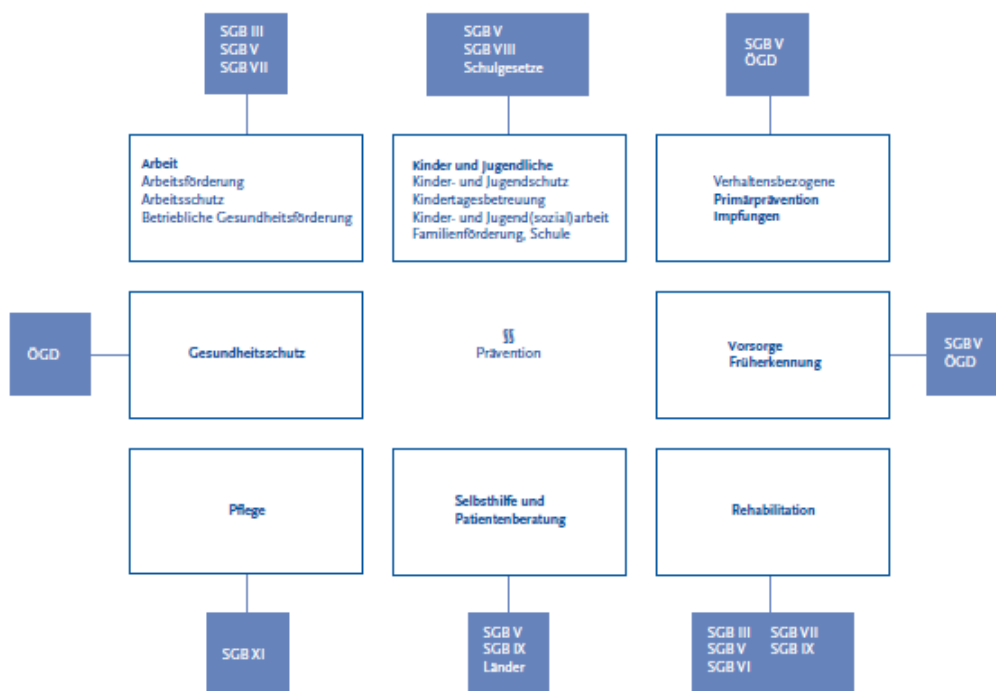 SGB III
SGB V
SGB VII
SGB V
SGB VIII
Schulgesetze
SGB V
ÖGD
Arbeit
Arbeitsförderung
Arbeitsschutz
Betriebliche Gesundheitsförderung
Kinder und Jugendliche
Kinder- und Jugendschutz
Kindertagesbetreuung
Kinder- und Jugend(sozial)arbeit
Familienförderung, Schule
Verhaltensbezogene
Primärprävention
Impfungen
ÖGD
Gesundheitsschutz
§§
Prävention
Vorsorge
Früherkennung
SGB V
ÖGD
Pflege
Selbsthilfe und
Patientenberatung
Rehabilitation
SGB XI
SGB V
SGB IX
Länder
SGB III SGB VII
SGB V SGB IX
SGB VI